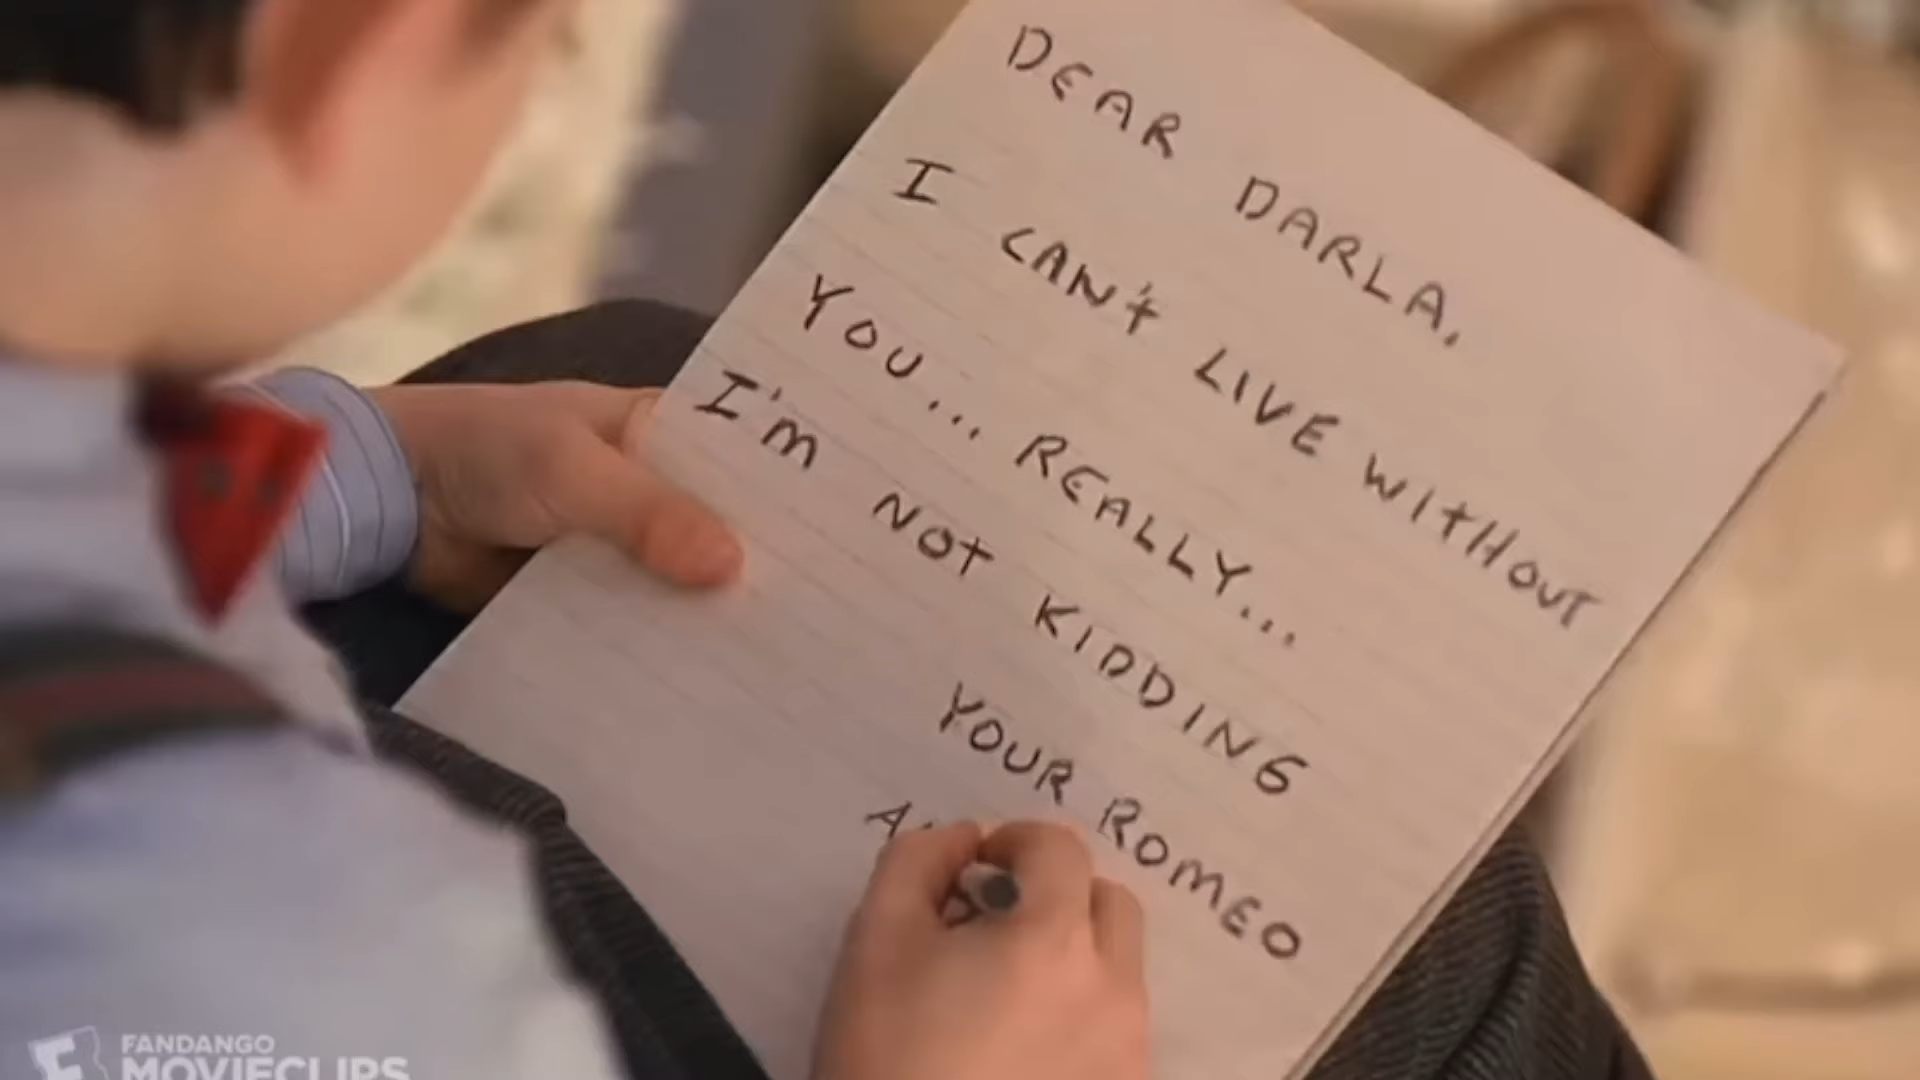 DEAR DARLA,
I CAN't LIVE WITHOUT
YOU... REALLY...
I'M NOT KIDDING
YOUR ROMEO
FANDANGO
MOVIECLIPS